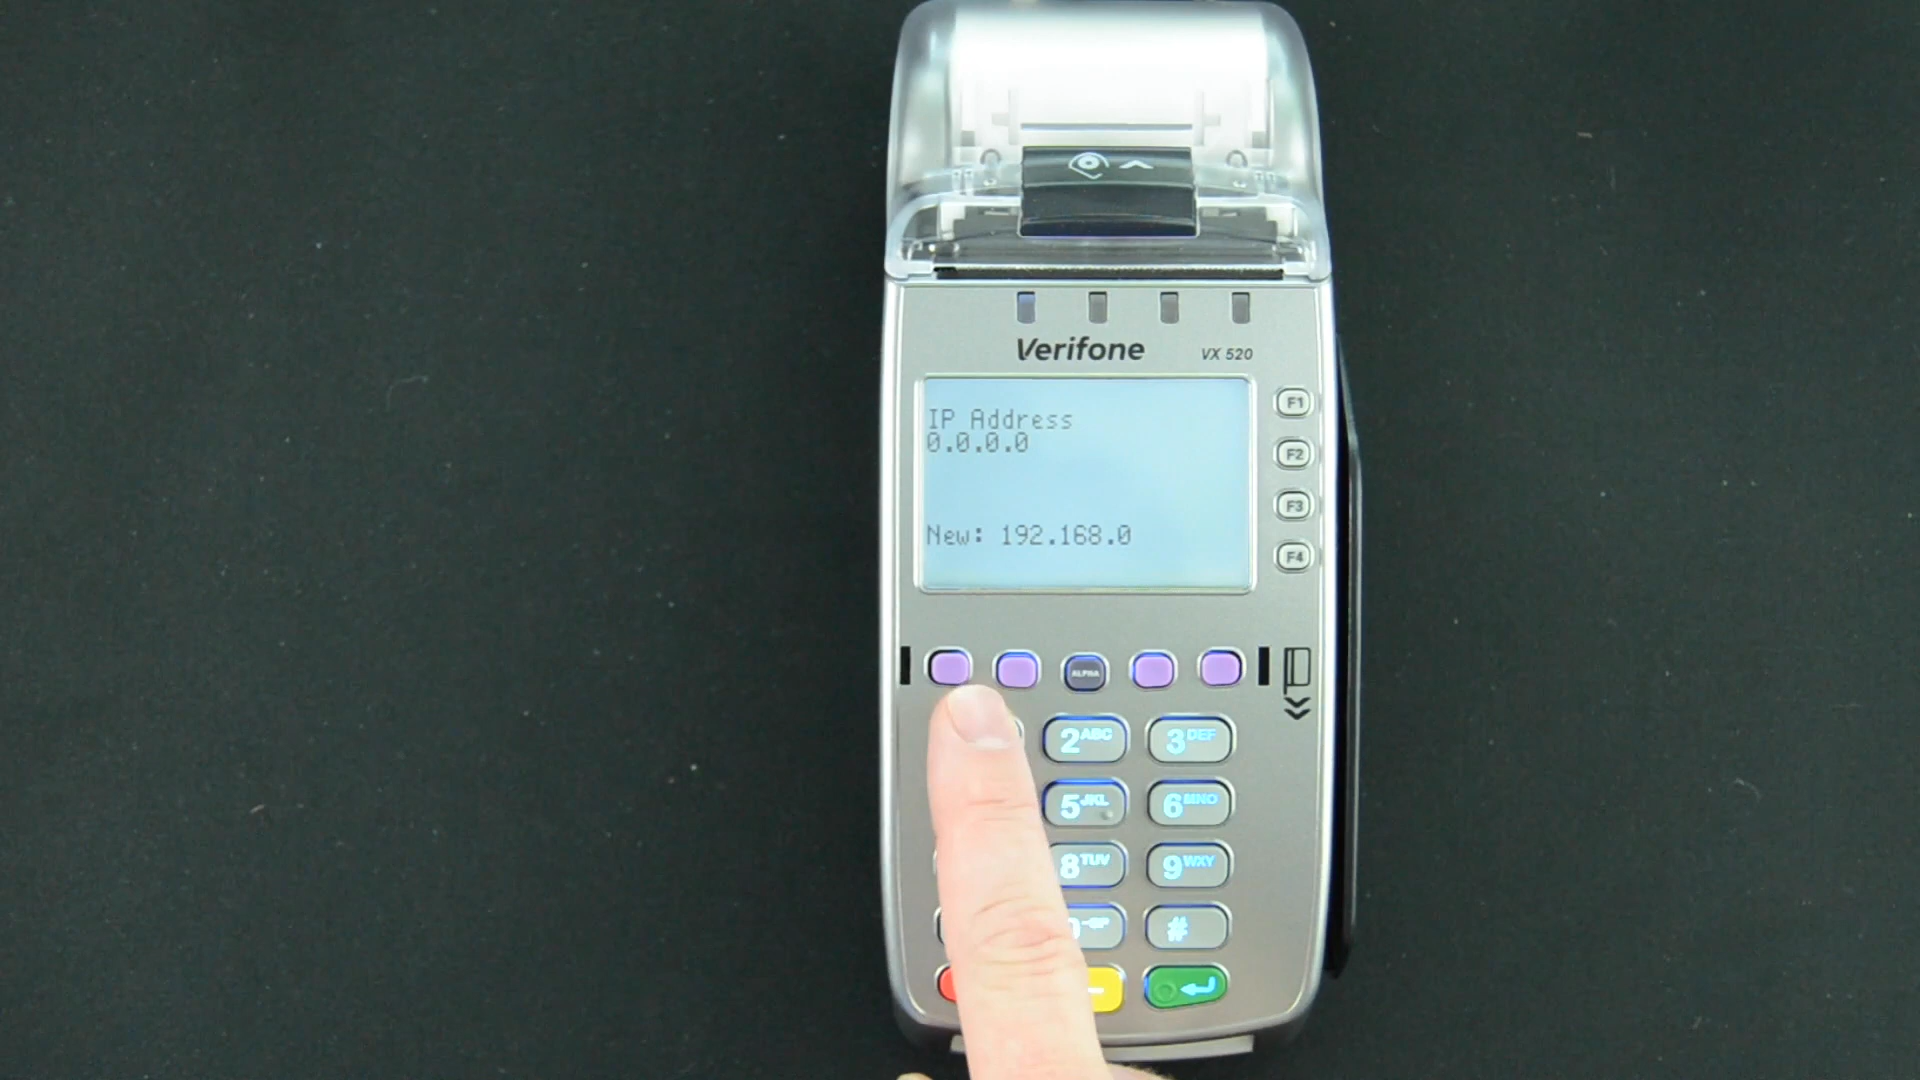 Verifone
VX 520
IP Address
0.0.0.0
New: 192.168.0
F1
F2
F3
F4
ALPHA
2ABC
3DEF
5JKL
6MNO
8TUV
9WXY
#